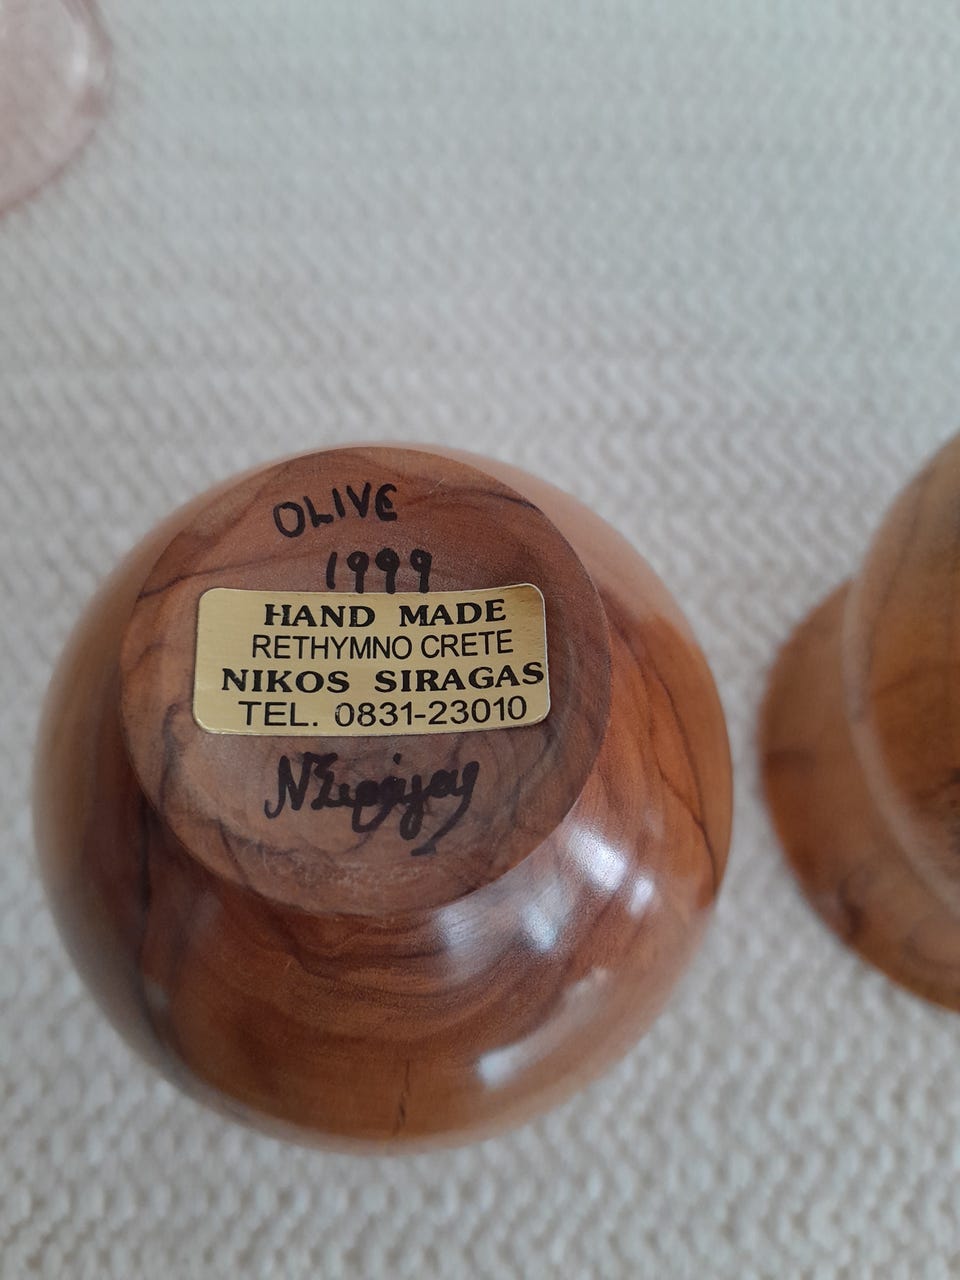 OLIVE
1999
HAND MADE
RETHYMNO CRETE
NIKOS SIRAGAS
TEL. 0831-23010